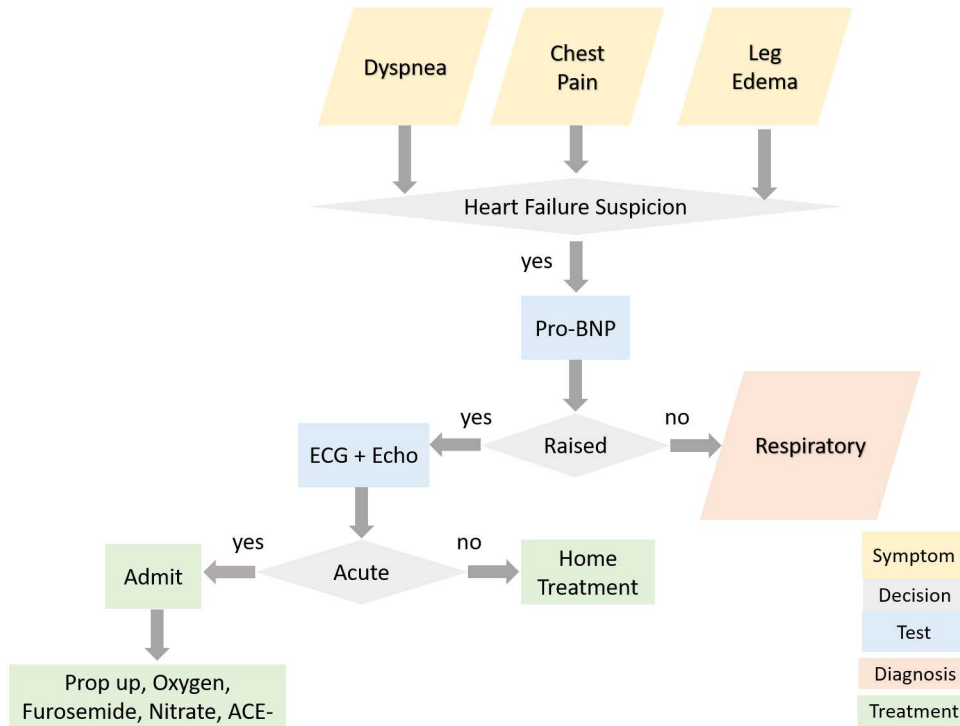 Dyspnea
Chest
Pain
Leg
Edema
Heart Failure Suspicion
yes
Pro-BNP
yes
no
Raised
ECG + Echo
Respiratory
yes
no
Acute
Admit
Home
Treatment
Prop up, Oxygen,
Furosemide, Nitrate, ACE-
Symptom
Decision
Test
Diagnosis
Treatment